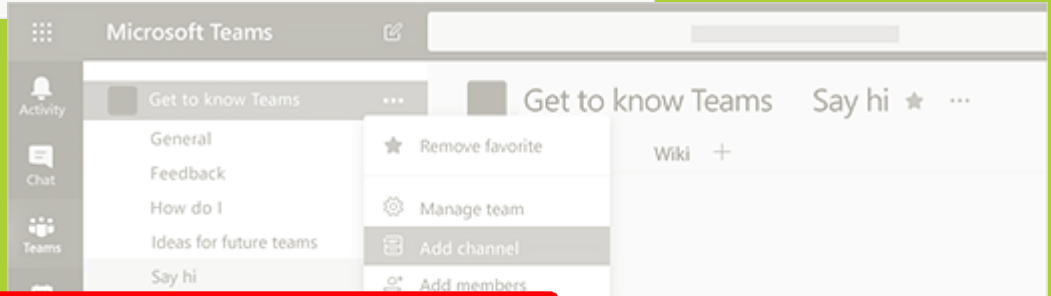 Microsoft Teams
Activity
Chat
Teams
Get to know Teams
General
Feedback
How do I
Ideas for future teams
Say hi
Remove favorite
Manage team
Add channel
Add members
Get to know Teams Say hi
Wiki